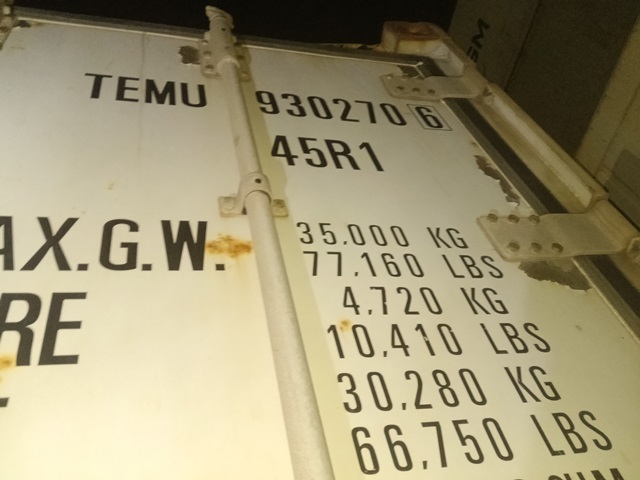 TEMU 930270 6
45R1
AX.G.W. 35.000 KG
77,160 LBS
RE 4,720 KG
10,410 LBS
30,280 KG
66,750 LBS